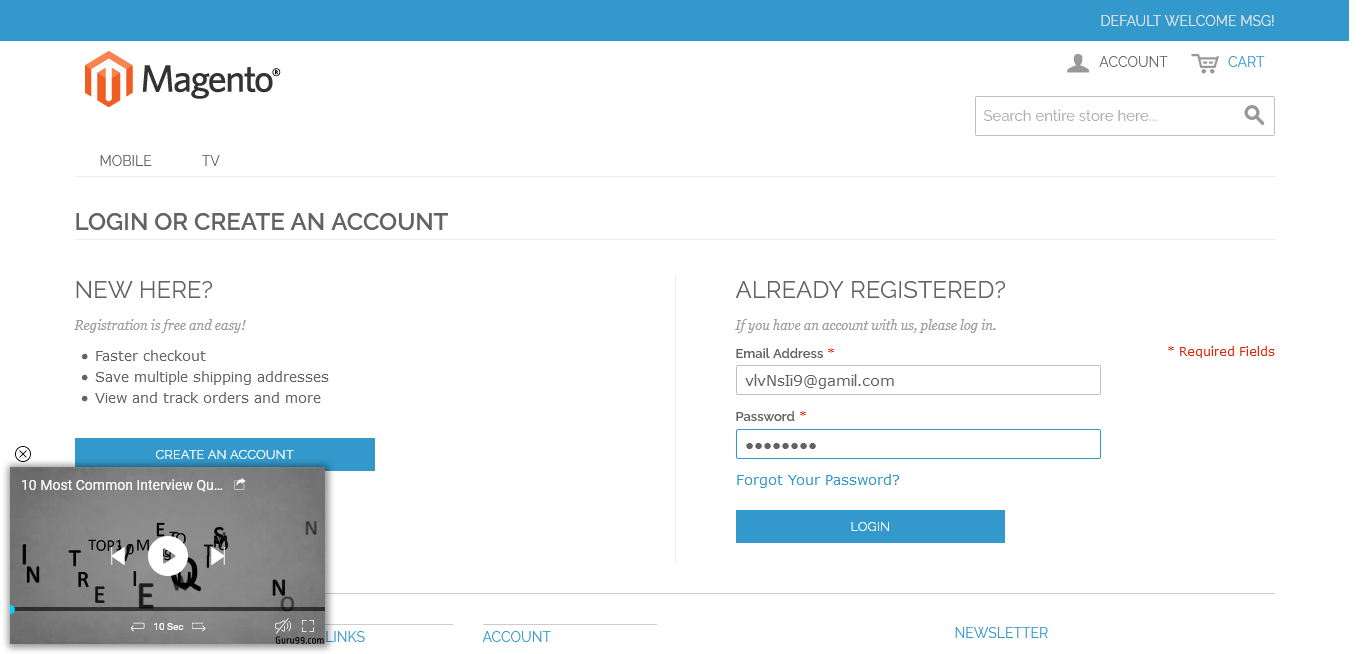 DEFAULT WELCOME MSG!
Magento®
ACCOUNT
CART
Search entire store here...
MOBILE
TV
LOGIN OR CREATE AN ACCOUNT
NEW HERE?
Registration is free and easy!
• Faster checkout
• Save multiple shipping addresses
• View and track orders and more
CREATE AN ACCOUNT
ALREADY REGISTERED?
If you have an account with us, please log in.
Email Address *
* Required Fields
vlvNsIi9@gamil.com
Password *
••••••••
Forgot Your Password?
LOGIN
10 Most Common Interview Qu...
10 Sec
Guru99.com
LINKS
ACCOUNT
NEWSLETTER